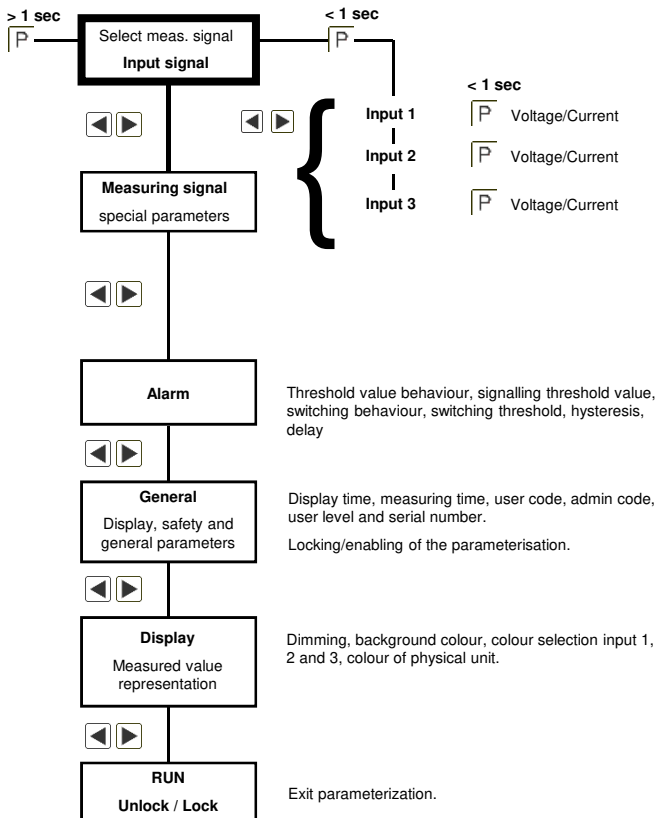 > 1 sec
P
Select meas. signal
Input signal
< 1 sec
P
< 1 sec
Input 1
P
Voltage/Current
Input 2
P
Voltage/Current
Input 3
P
Voltage/Current
Measuring signal
special parameters
Alarm
Threshold value behaviour, signalling threshold value,
switching behaviour, switching threshold, hysteresis,
delay
General
Display, safety and
general parameters
Display time, measuring time, user code, admin code,
user level and serial number.
Locking/enabling of the parameterisation.
Display
Measured value
representation
Dimming, background colour, colour selection input 1,
2 and 3, colour of physical unit.
RUN
Unlock / Lock
Exit parameterization.